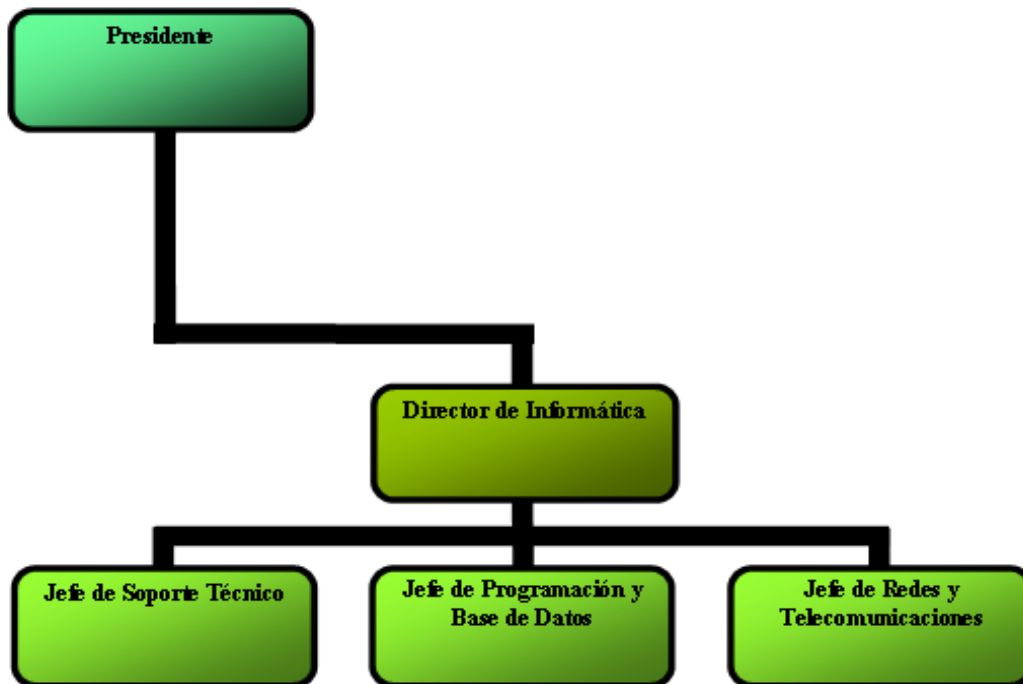 Presidente
Director de Informática
Jefe de Soporte Técnico
Jefe de Programación y
Base de Datos
Jefe de Redes y
Telecomunicaciones